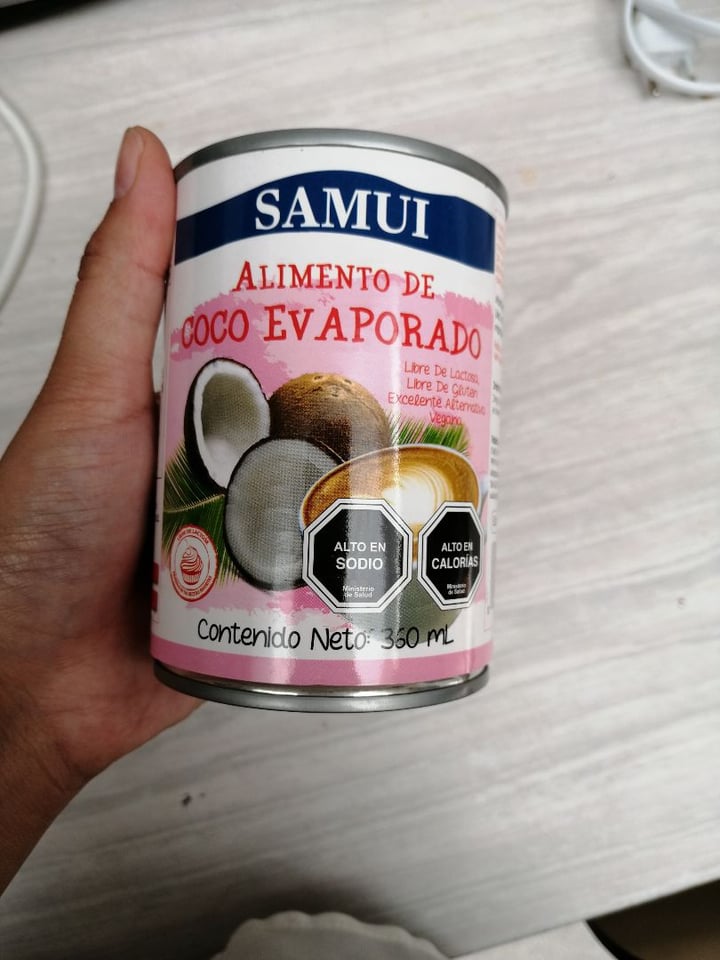 SAMUI
ALIMENTO DE
COCO EVAPORADO
Libre De Lactosa,
Libre De Gluten
Excelente Alternativa
Vegana
ALTO EN
SODIO
Ministerio
de Salud
ALTO EN
CALORÍAS
Ministerio
de Salud
Contenido Neto: 360 mL